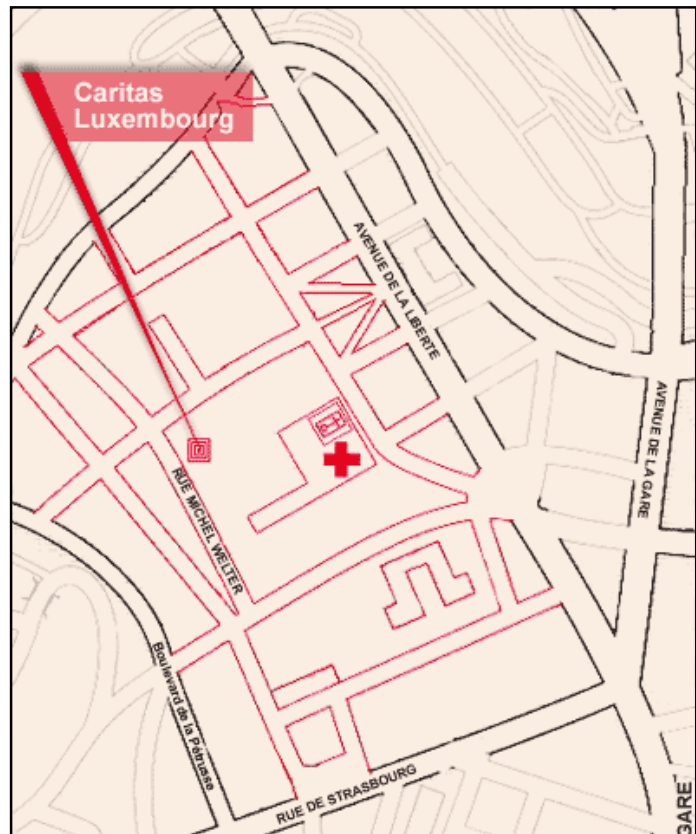 Caritas
Luxembourg
AVENUE DE LA LIBERTE
AVENUE DE LA GARE
RUE MICHEL WELTER
Boulevard de la Pétrusse
RUE DE STRASBOURG
GARE